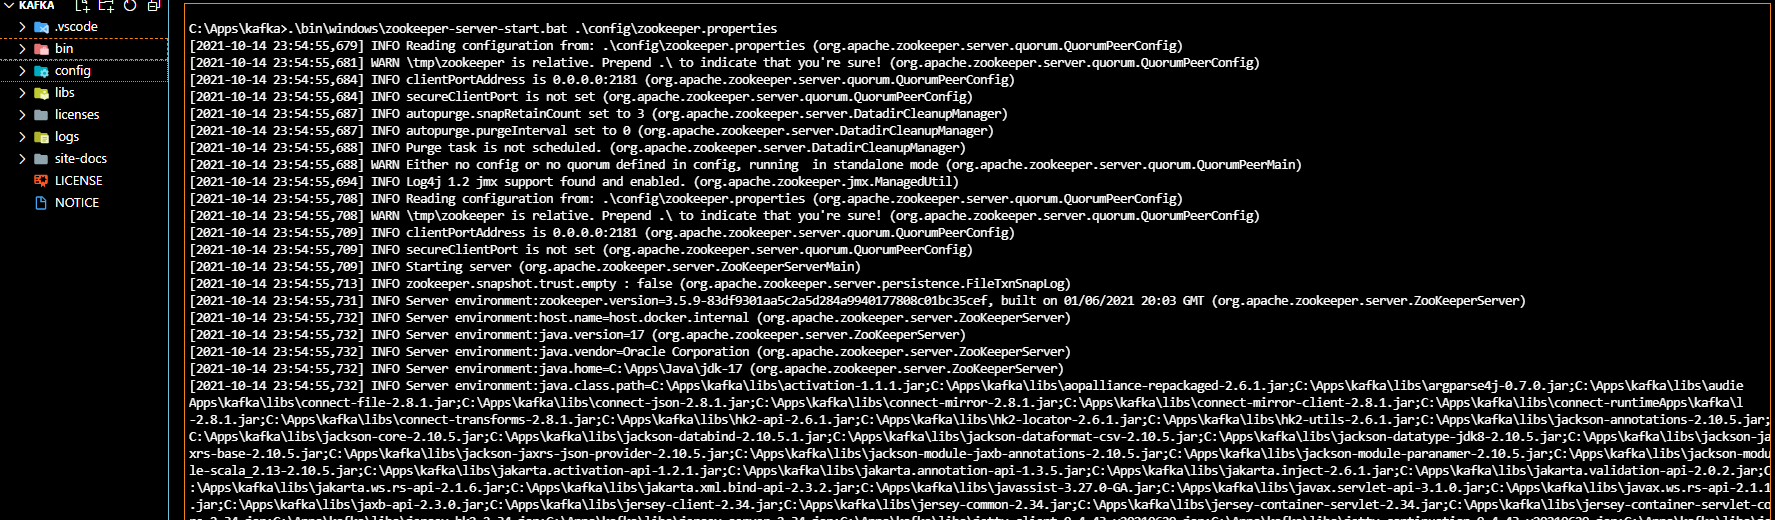 KAFKA
.vscode
bin
config
libs
licenses
logs
site-docs
LICENSE
NOTICE
C:\Apps\kafka>.\bin\windows\zookeeper-server-start.bat .\config\zookeeper.properties
[2021-10-14 23:54:55,679] INFO Reading configuration from: .\config\zookeeper.properties (org.apache.zookeeper.server.quorum.QuorumPeerConfig)
[2021-10-14 23:54:55,681] WARN \tmp\zookeeper is relative. Prepend .\ to indicate that you're sure! (org.apache.zookeeper.server.quorum.QuorumPeerConfig)
[2021-10-14 23:54:55,684] INFO clientPortAddress is 0.0.0.0:2181 (org.apache.zookeeper.server.quorum.QuorumPeerConfig)
[2021-10-14 23:54:55,684] INFO secureClientPort is not set (org.apache.zookeeper.server.quorum.QuorumPeerConfig)
[2021-10-14 23:54:55,687] INFO autopurge.snapRetainCount set to 3 (org.apache.zookeeper.server.DatadirCleanupManager)
[2021-10-14 23:54:55,687] INFO autopurge.purgeInterval set to 0 (org.apache.zookeeper.server.DatadirCleanupManager)
[2021-10-14 23:54:55,688] INFO Purge task is not scheduled. (org.apache.zookeeper.server.DatadirCleanupManager)
[2021-10-14 23:54:55,688] WARN Either no config or no quorum defined in config, running  in standalone mode (org.apache.zookeeper.server.quorum.QuorumPeerMain)
[2021-10-14 23:54:55,694] INFO Log4j 1.2 jmx support found and enabled. (org.apache.zookeeper.jmx.ManagedUtil)
[2021-10-14 23:54:55,708] INFO Reading configuration from: .\config\zookeeper.properties (org.apache.zookeeper.server.quorum.QuorumPeerConfig)
[2021-10-14 23:54:55,708] WARN \tmp\zookeeper is relative. Prepend .\ to indicate that you're sure! (org.apache.zookeeper.server.quorum.QuorumPeerConfig)
[2021-10-14 23:54:55,709] INFO clientPortAddress is 0.0.0.0:2181 (org.apache.zookeeper.server.quorum.QuorumPeerConfig)
[2021-10-14 23:54:55,709] INFO secureClientPort is not set (org.apache.zookeeper.server.quorum.QuorumPeerConfig)
[2021-10-14 23:54:55,709] INFO Starting server (org.apache.zookeeper.server.ZooKeeperServerMain)
[2021-10-14 23:54:55,713] INFO zookeeper.snapshot.trust.empty : false (org.apache.zookeeper.server.persistence.FileTxnSnapLog)
[2021-10-14 23:54:55,731] INFO Server environment:zookeeper.version=3.5.9-83df9301aa5c2a5d284a9940177808c01bc35cef, built on 01/06/2021 20:03 GMT (org.apache.zookeeper.server.ZooKeeperServer)
[2021-10-14 23:54:55,732] INFO Server environment:host.name=host.docker.internal (org.apache.zookeeper.server.ZooKeeperServer)
[2021-10-14 23:54:55,732] INFO Server environment:java.version=17 (org.apache.zookeeper.server.ZooKeeperServer)
[2021-10-14 23:54:55,732] INFO Server environment:java.vendor=Oracle Corporation (org.apache.zookeeper.server.ZooKeeperServer)
[2021-10-14 23:54:55,732] INFO Server environment:java.home=C:\Apps\Java\jdk-17 (org.apache.zookeeper.server.ZooKeeperServer)
[2021-10-14 23:54:55,732] INFO Server environment:java.class.path=C:\Apps\kafka\libs\activation-1.1.1.jar;C:\Apps\kafka\libs\aopalliance-repackaged-2.6.1.jar;C:\Apps\kafka\libs\argparse4j-0.7.0.jar;C:\Apps\kafka\libs\audie
Apps\kafka\libs\connect-file-2.8.1.jar;C:\Apps\kafka\libs\connect-json-2.8.1.jar;C:\Apps\kafka\libs\connect-mirror-2.8.1.jar;C:\Apps\kafka\libs\connect-mirror-client-2.8.1.jar;C:\Apps\kafka\libs\connect-runtimeApps\kafka\l
-2.8.1.jar;C:\Apps\kafka\libs\connect-transforms-2.8.1.jar;C:\Apps\kafka\libs\hk2-api-2.6.1.jar;C:\Apps\kafka\libs\hk2-locator-2.6.1.jar;C:\Apps\kafka\libs\hk2-utils-2.6.1.jar;C:\Apps\kafka\libs\jackson-annotations-2.10.5.jar;
C:\Apps\kafka\libs\jackson-core-2.10.5.jar;C:\Apps\kafka\libs\jackson-databind-2.10.5.1.jar;C:\Apps\kafka\libs\jackson-dataformat-csv-2.10.5.jar;C:\Apps\kafka\libs\jackson-datatype-jdk8-2.10.5.jar;C:\Apps\kafka\libs\jackson-ja
xrs-base-2.10.5.jar;C:\Apps\kafka\libs\jackson-jaxrs-json-provider-2.10.5.jar;C:\Apps\kafka\libs\jackson-module-jaxb-annotations-2.10.5.jar;C:\Apps\kafka\libs\jackson-module-paranamer-2.10.5.jar;C:\Apps\kafka\libs\jackson-modu
le-scala_2.13-2.10.5.jar;C:\Apps\kafka\libs\jakarta.activation-api-1.2.1.jar;C:\Apps\kafka\libs\jakarta.annotation-api-1.3.5.jar;C:\Apps\kafka\libs\jakarta.inject-2.6.1.jar;C:\Apps\kafka\libs\jakarta.validation-api-2.0.2.jar;C
:\Apps\kafka\libs\jakarta.ws.rs-api-2.1.6.jar;C:\Apps\kafka\libs\jakarta.xml.bind-api-2.3.2.jar;C:\Apps\kafka\libs\javassist-3.27.0-GA.jar;C:\Apps\kafka\libs\javax.servlet-api-3.1.0.jar;C:\Apps\kafka\libs\javax.ws.rs-api-2.1.1
.jar;C:\Apps\kafka\libs\jaxb-api-2.3.0.jar;C:\Apps\kafka\libs\jersey-client-2.34.jar;C:\Apps\kafka\libs\jersey-common-2.34.jar;C:\Apps\kafka\libs\jersey-container-servlet-2.34.jar;C:\Apps\kafka\libs\jersey-container-servlet-co